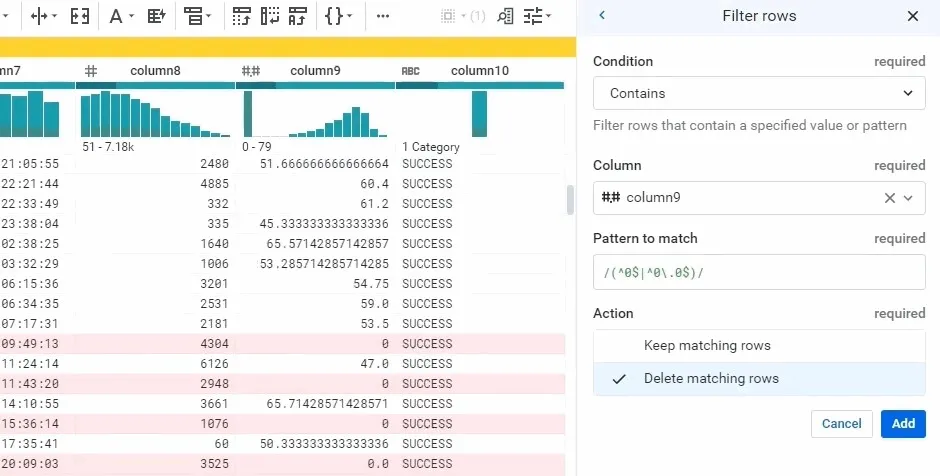 A
{}
(1)
Filter rows
mn7
# column8
#.# column9
ABC column10
51 - 7.18k
0 - 79
1 Category
21:05:55 2480 51.666666666666664 SUCCESS
22:21:44 4885 60.4 SUCCESS
22:33:49 332 61.2 SUCCESS
23:38:04 335 45.333333333333336 SUCCESS
02:38:25 1640 65.57142857142857 SUCCESS
03:32:29 1006 53.285714285714285 SUCCESS
06:15:36 3201 54.75 SUCCESS
06:34:35 2531 59.0 SUCCESS
07:17:31 2181 53.5 SUCCESS
09:49:13 4304 0 SUCCESS
11:24:14 6126 47.0 SUCCESS
11:43:20 2948 0 SUCCESS
14:10:55 3661 65.71428571428571 SUCCESS
15:36:14 1076 0 SUCCESS
17:35:41 60 50.333333333333336 SUCCESS
20:09:03 3525 0.0 SUCCESS
Condition required
Contains
Filter rows that contain a specified value or pattern
Column required
#.# column9
Pattern to match required
/(^0$|^0\.0$)/
Action required
Keep matching rows
Delete matching rows
Cancel Add